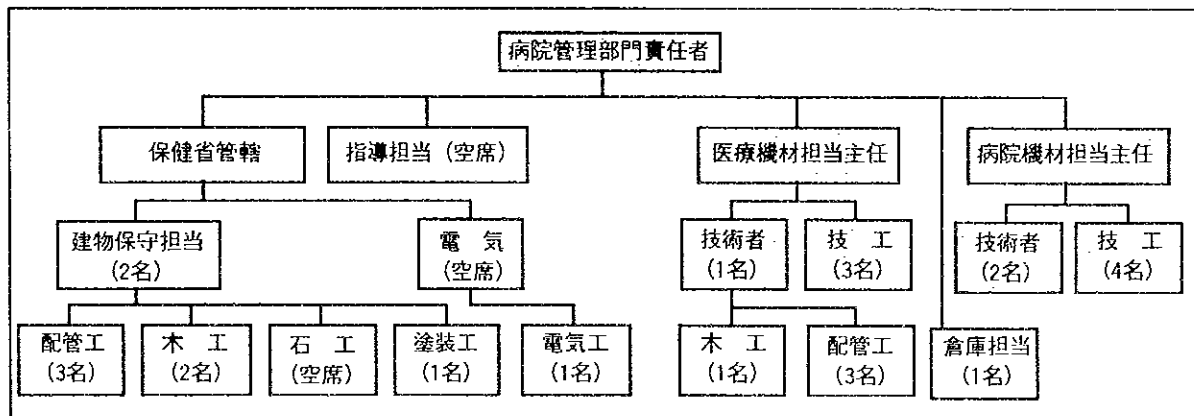 病院管理部門責任者
保健省管轄
指導担当（空席）
医療機材担当主任
病院機材担当主任
建物保守担当
(2名)
電　気
(空席)
技術者
(1名)
技　工
(3名)
技術者
(2名)
技　工
(4名)
配管工
(3名)
木　工
(2名)
石　工
(空席)
塗装工
(1名)
電気工
(1名)
木　工
(1名)
配管工
(3名)
倉庫担当
(1名)